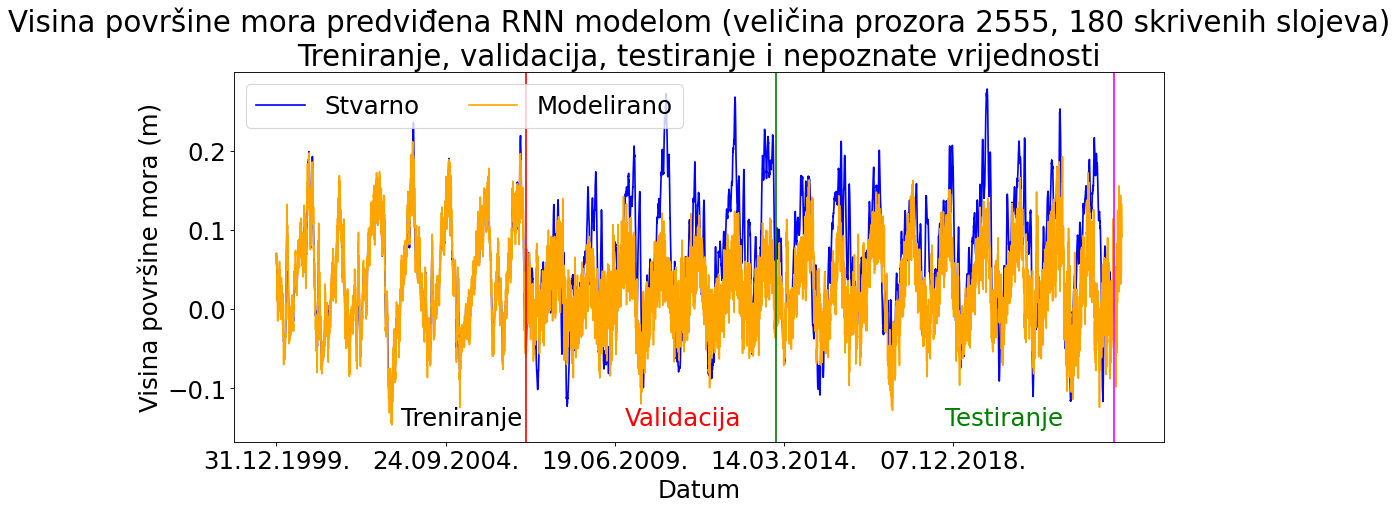 Visina površine mora predviđena RNN modelom (veličina prozora 2555, 180 skrivenih slojeva)
Treniranje, validacija, testiranje i nepoznate vrijednosti
Stvarno Modelirano
Visina površine mora (m)
0.2
0.1
0.0
−0.1
Treniranje Validacija Testiranje
31.12.1999. 24.09.2004. 19.06.2009. 14.03.2014. 07.12.2018.
Datum